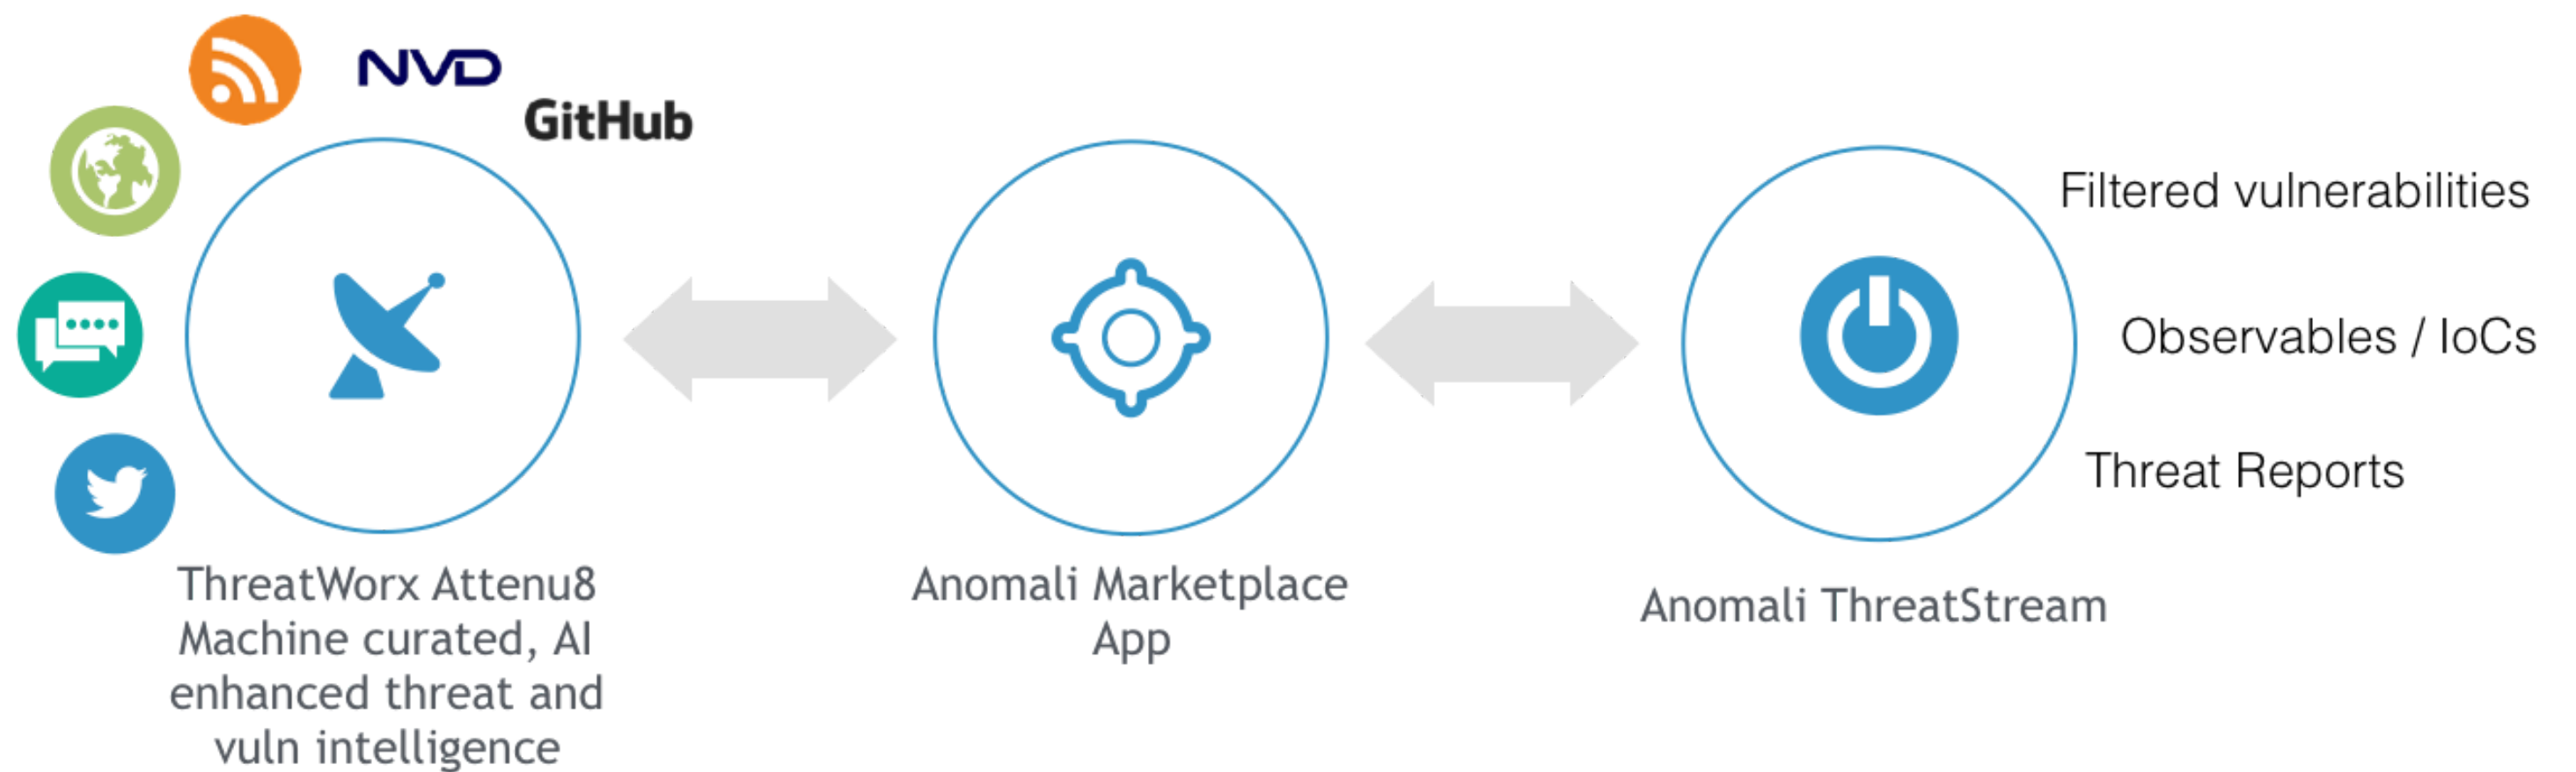 NVD
GitHub
ThreatWorx Attenu8
Machine curated, AI
enhanced threat and
vuln intelligence
Anomali Marketplace
App
Anomali ThreatStream
Filtered vulnerabilities
Observables / IoCs
Threat Reports